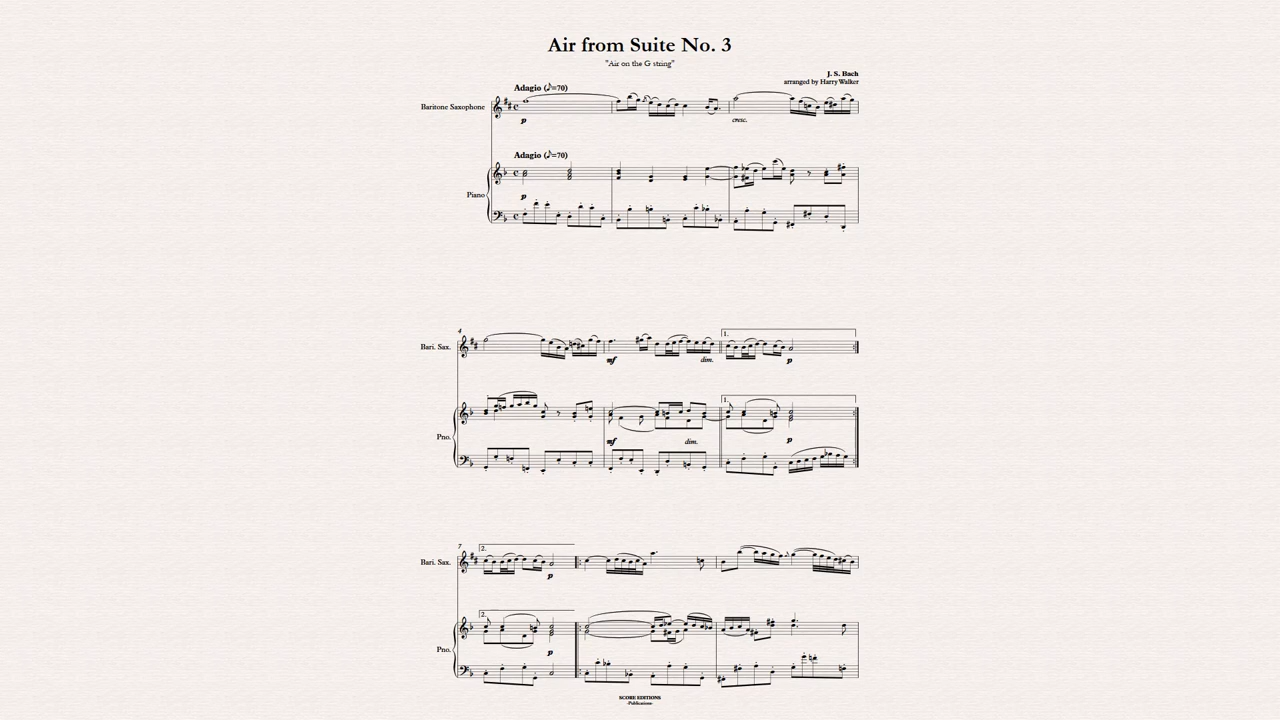 Air from Suite No. 3
"Air on the G string"
J. S. Bach
arranged by Harry Walker
Adagio (♪=70)
Baritone Saxophone
p
cresc.
Adagio (♪=70)
Piano
p
4
1.
Bari. Sax.
mf
dim.
p
1.
Pno.
mf
dim.
p
7
2.
Bari. Sax.
p
2.
Pno.
p
SCORE EDITIONS
-Publications-